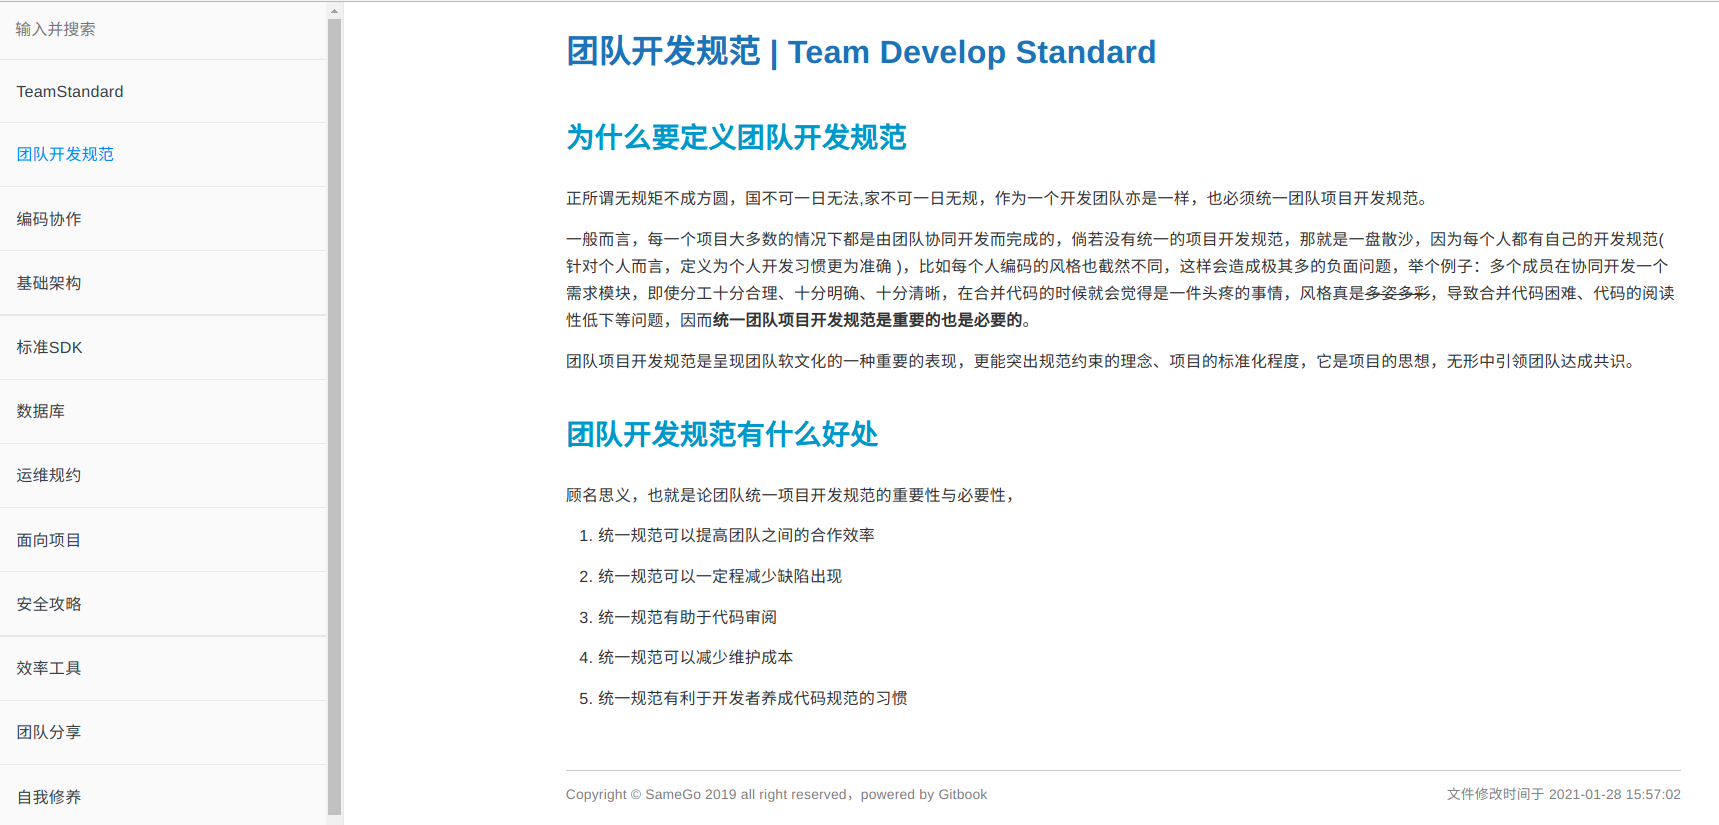 输入并搜索
TeamStandard
团队开发规范
编码协作
基础架构
标准SDK
数据库
运维规约
面向项目
安全攻略
效率工具
团队分享
自我修养
团队开发规范 | Team Develop Standard
为什么要定义团队开发规范
正所谓无规矩不成方圆，国不可一日无法,家不可一日无规，作为一个开发团队亦是一样，也必须统一团队项目开发规范。
一般而言，每一个项目大多数的情况下都是由团队协同开发而完成的，倘若没有统一的项目开发规范，那就是一盘散沙，因为每个人都有自己的开发规范(
针对个人而言，定义为个人开发习惯更为准确 )，比如每个人编码的风格也截然不同，这样会造成极其多的负面问题，举个例子：多个成员在协同开发一个
需求模块，即使分工十分合理、十分明确、十分清晰，在合并代码的时候就会觉得是一件头疼的事情，风格真是多姿多彩，导致合并代码困难、代码的阅读
性低下等问题，因而统一团队项目开发规范是重要的也是必要的。
团队项目开发规范是呈现团队软文化的一种重要的表现，更能突出规范约束的理念、项目的标准化程度，它是项目的思想，无形中引领团队达成共识。
团队开发规范有什么好处
顾名思义，也就是论团队统一项目开发规范的重要性与必要性，
1. 统一规范可以提高团队之间的合作效率
2. 统一规范可以一定程减少缺陷出现
3. 统一规范有助于代码审阅
4. 统一规范可以减少维护成本
5. 统一规范有利于开发者养成代码规范的习惯
Copyright © SameGo 2019 all right reserved，powered by Gitbook
文件修改时间于 2021-01-28 15:57:02